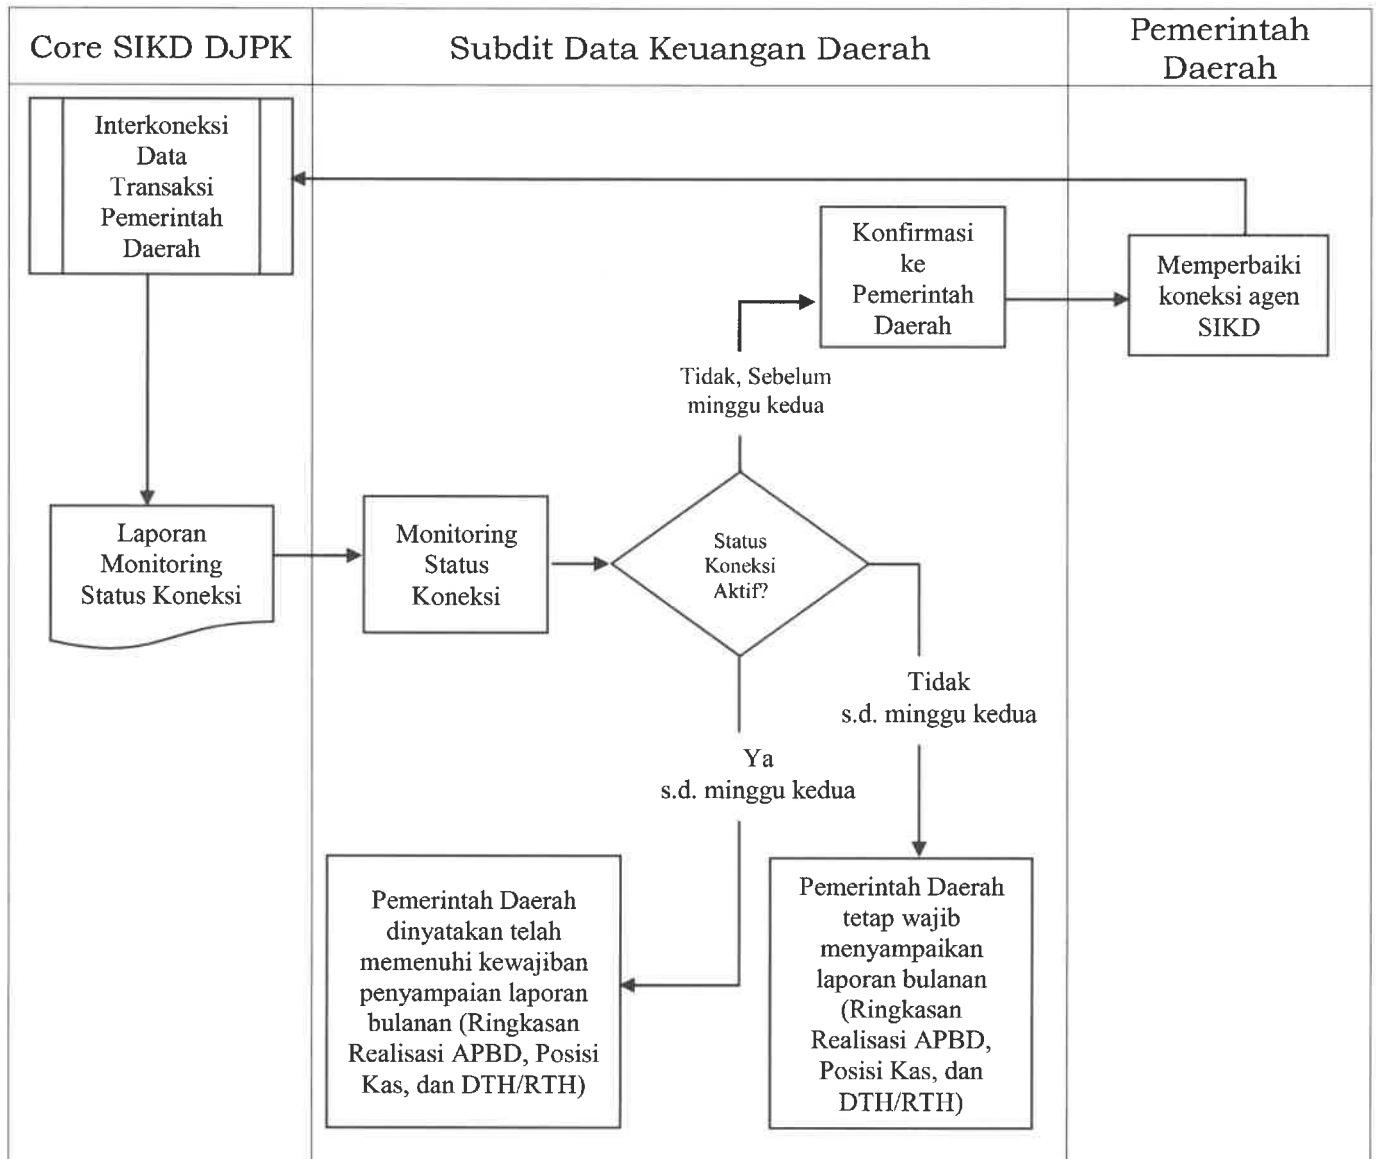 Core SIKD DJPK
Subdit Data Keuangan Daerah
Pemerintah
Daerah
Interkoneksi
Data
Transaksi
Pemerintah
Daerah
Konfirmasi
ke
Pemerintah
Daerah
Memperbaiki
koneksi agen
SIKD
Tidak, Sebelum
minggu kedua
Laporan
Monitoring
Status Koneksi
Monitoring
Status
Koneksi
Status
Koneksi
Aktif?
Tidak
s.d. minggu kedua
Ya
s.d. minggu kedua
Pemerintah Daerah
dinyatakan telah
memenuhi kewajiban
penyampaian laporan
bulanan (Ringkasan
Realisasi APBD, Posisi
Kas, dan DTH/RTH)
Pemerintah Daerah
tetap wajib
menyampaikan
laporan bulanan
(Ringkasan
Realisasi APBD,
Posisi Kas, dan
DTH/RTH)